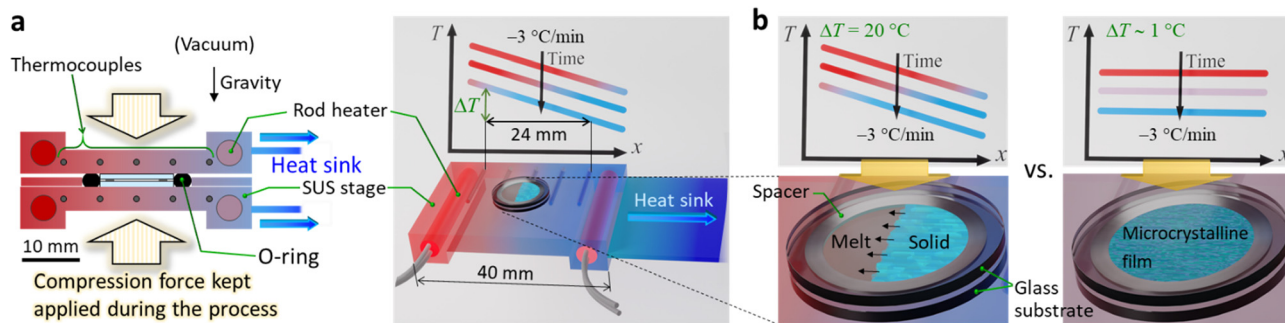 a
(Vacuum)
Thermocouples
Gravity
Rod heater
Heat sink
SUS stage
10 mm
O-ring
Compression force kept
applied during the process
T
−3 °C/min
Time
ΔT
24 mm
x
Heat sink
40 mm
b
T
ΔT = 20 °C
Time
−3 °C/min
x
Spacer
Melt
Solid
vs.
T
ΔT ~ 1 °C
Time
−3 °C/min
x
Microcrystalline
film
Glass
substrate